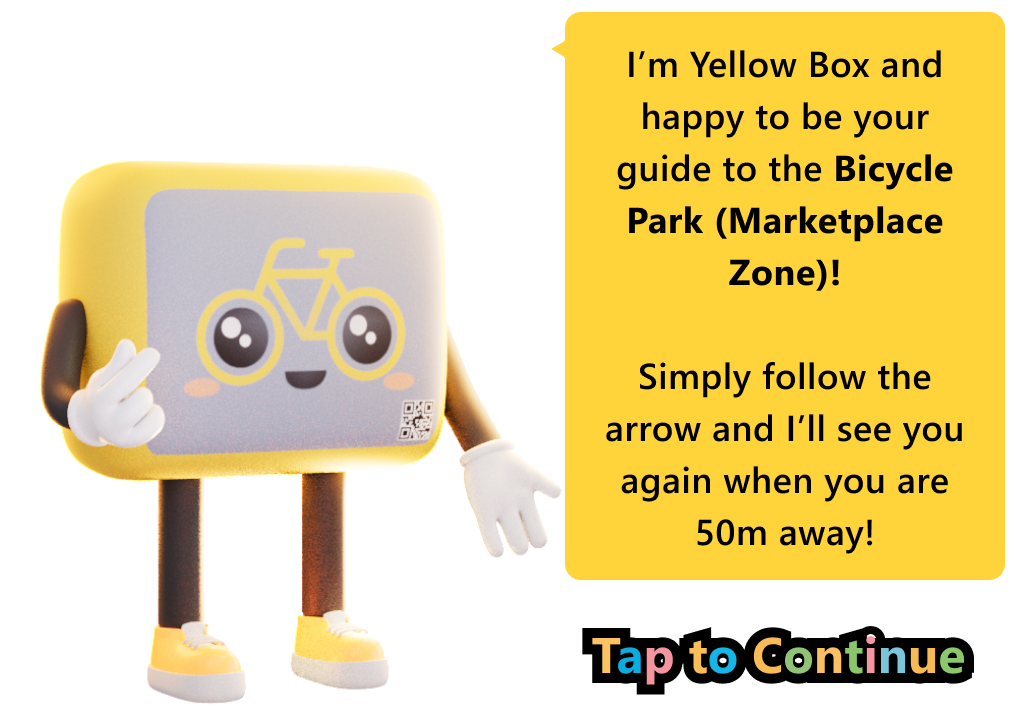 I’m Yellow Box and
happy to be your
guide to the Bicycle
Park (Marketplace
Zone)!
Simply follow the
arrow and I’ll see you
again when you are
50m away!
Tap to Continue